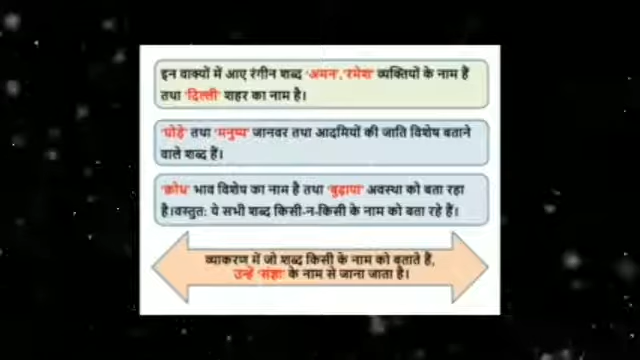 इन वाक्यों में आए रंगीन शब्द 'अमन','रमेश' व्यक्तियों के नाम हैं
तथा 'दिल्ली' शहर का नाम है।
'घोड़े' तथा 'मनुष्य' जानवर तथा आदमियों की जाति विशेष बताने
वाले शब्द हैं।
'क्रोध' भाव विशेष का नाम है तथा 'बुढ़ापा' अवस्था को बता रहा
है।वस्तुत: ये सभी शब्द किसी-न-किसी के नाम को बता रहे हैं।
व्याकरण में जो शब्द किसी के नाम को बताते हैं,
उन्हें 'संज्ञा' के नाम से जाना जाता है।